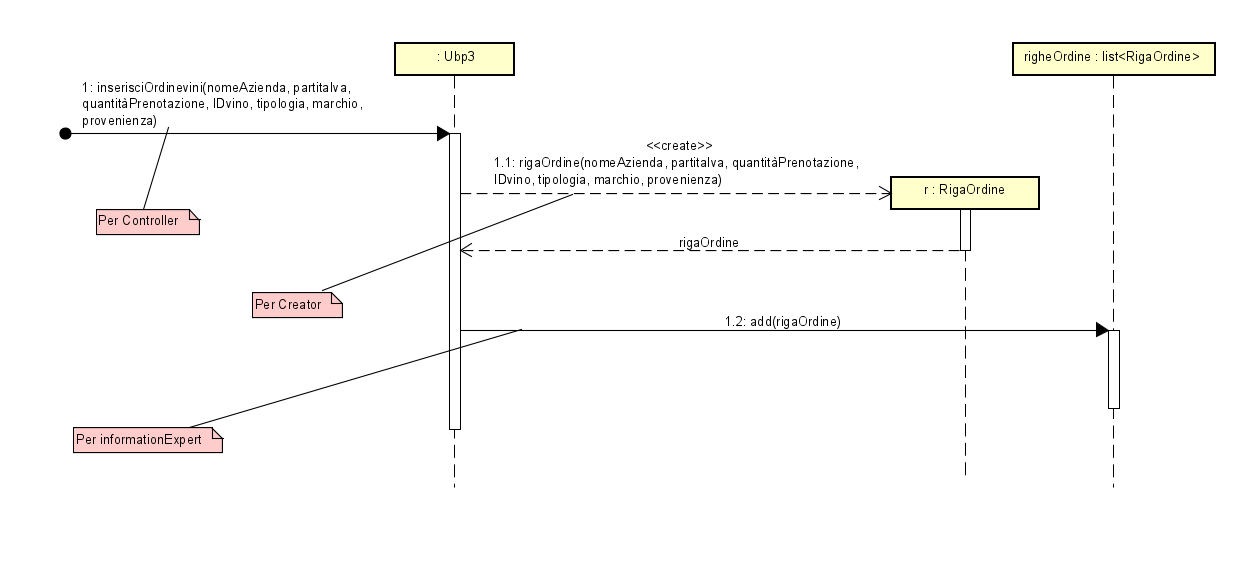 : Ubp3
righeOrdine : list<RigaOrdine>
1: inserisciOrdinevini(nomeAzienda, partitaIva,
quantitàPrenotazione, IDvino, tipologia, marchio,
provenienza)
<<create>>
1.1: rigaOrdine(nomeAzienda, partitaIva, quantitàPrenotazione,
IDvino, tipologia, marchio, provenienza)
r : RigaOrdine
Per Controller
rigaOrdine
Per Creator
1.2: add(rigaOrdine)
Per informationExpert